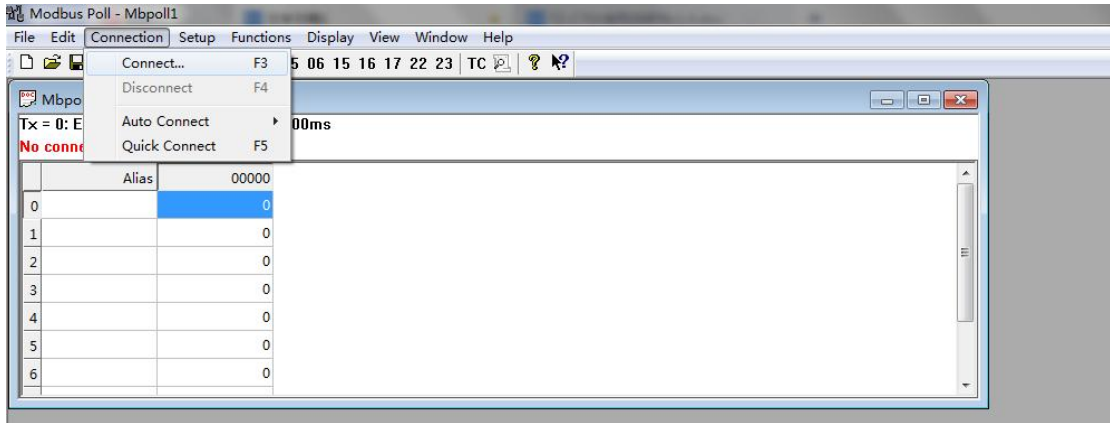 Modbus Poll - Mbpoll1
File Edit Connection Setup Functions Display View Window Help
Connect... F3
5 06 15 16 17 22 23 TC
Disconnect F4
Mbpo
Auto Connect
Tx = 0: E
00ms
Quick Connect F5
No conne
Alias 00000
0 0
1 0
2 0
3 0
4 0
5 0
6 0